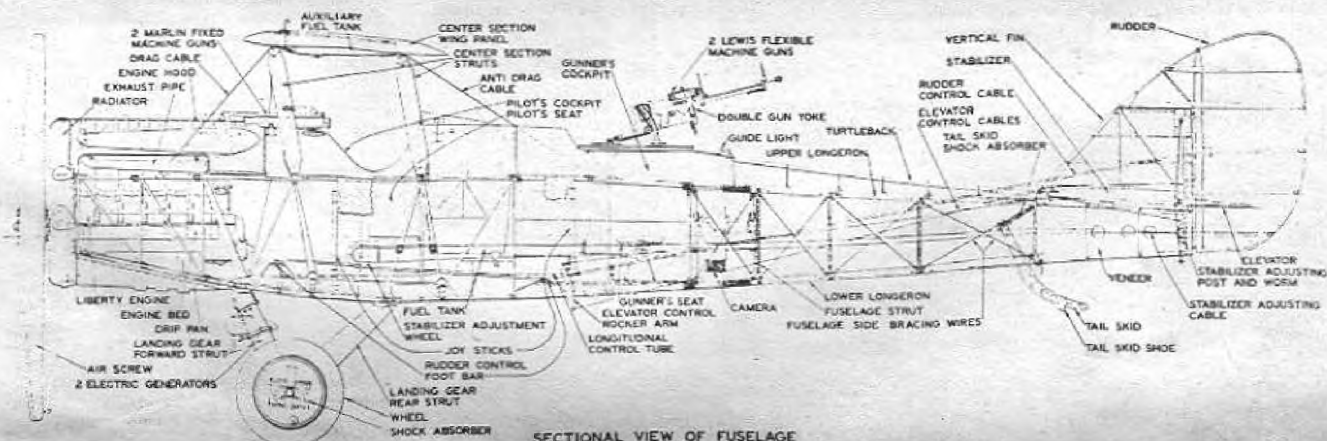 AUXILIARY
FUEL TANK
2 MARLIN FIXED
MACHINE GUNS
DRAG CABLE
ENGINE HOOD
EXHAUST PIPE
RADIATOR
CENTER SECTION
WING PANEL
CENTER SECTION
STRUTS
ANTI DRAG
CABLE
PILOT'S COCKPIT
PILOT'S SEAT
GUNNER'S
COCKPIT
2 LEWIS FLEXIBLE
MACHINE GUNS
DOUBLE GUN YOKE
GUIDE LIGHT
TURTLEBACK
UPPER LONGERON
VERTICAL FIN
STABILIZER
RUDDER
CONTROL CABLE
ELEVATOR
CONTROL CABLES
TAIL SKID
SHOCK ABSORBER
RUDDER
LIBERTY ENGINE
ENGINE BED
DRIP PAN
LANDING GEAR
FORWARD STRUT
AIR SCREW
2 ELECTRIC GENERATORS
FUEL TANK
STABILIZER ADJUSTMENT
WHEEL
JOY STICKS
RUDDER CONTROL
FOOT BAR
LANDING GEAR
REAR STRUT
WHEEL
SHOCK ABSORBER
GUNNER'S SEAT
ELEVATOR CONTROL
ROCKER ARM
LONGITUDINAL
CONTROL TUBE
CAMERA
LOWER LONGERON
FUSELAGE STRUT
FUSELAGE SIDE BRACING WIRES
VENEER
TAIL SKID
TAIL SKID SHOE
ELEVATOR
STABILIZER ADJUSTING
POST AND WORM
STABILIZER ADJUSTING
CABLE
SECTIONAL VIEW OF FUSELAGE